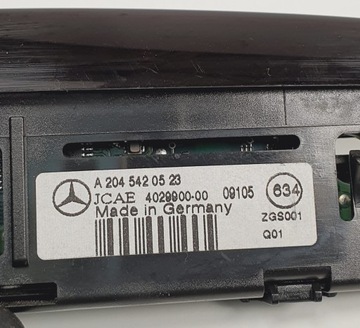 A 204 542 05 23
JCAE 4029900-00 09105
Made in Germany
634
ZGS001
Q01